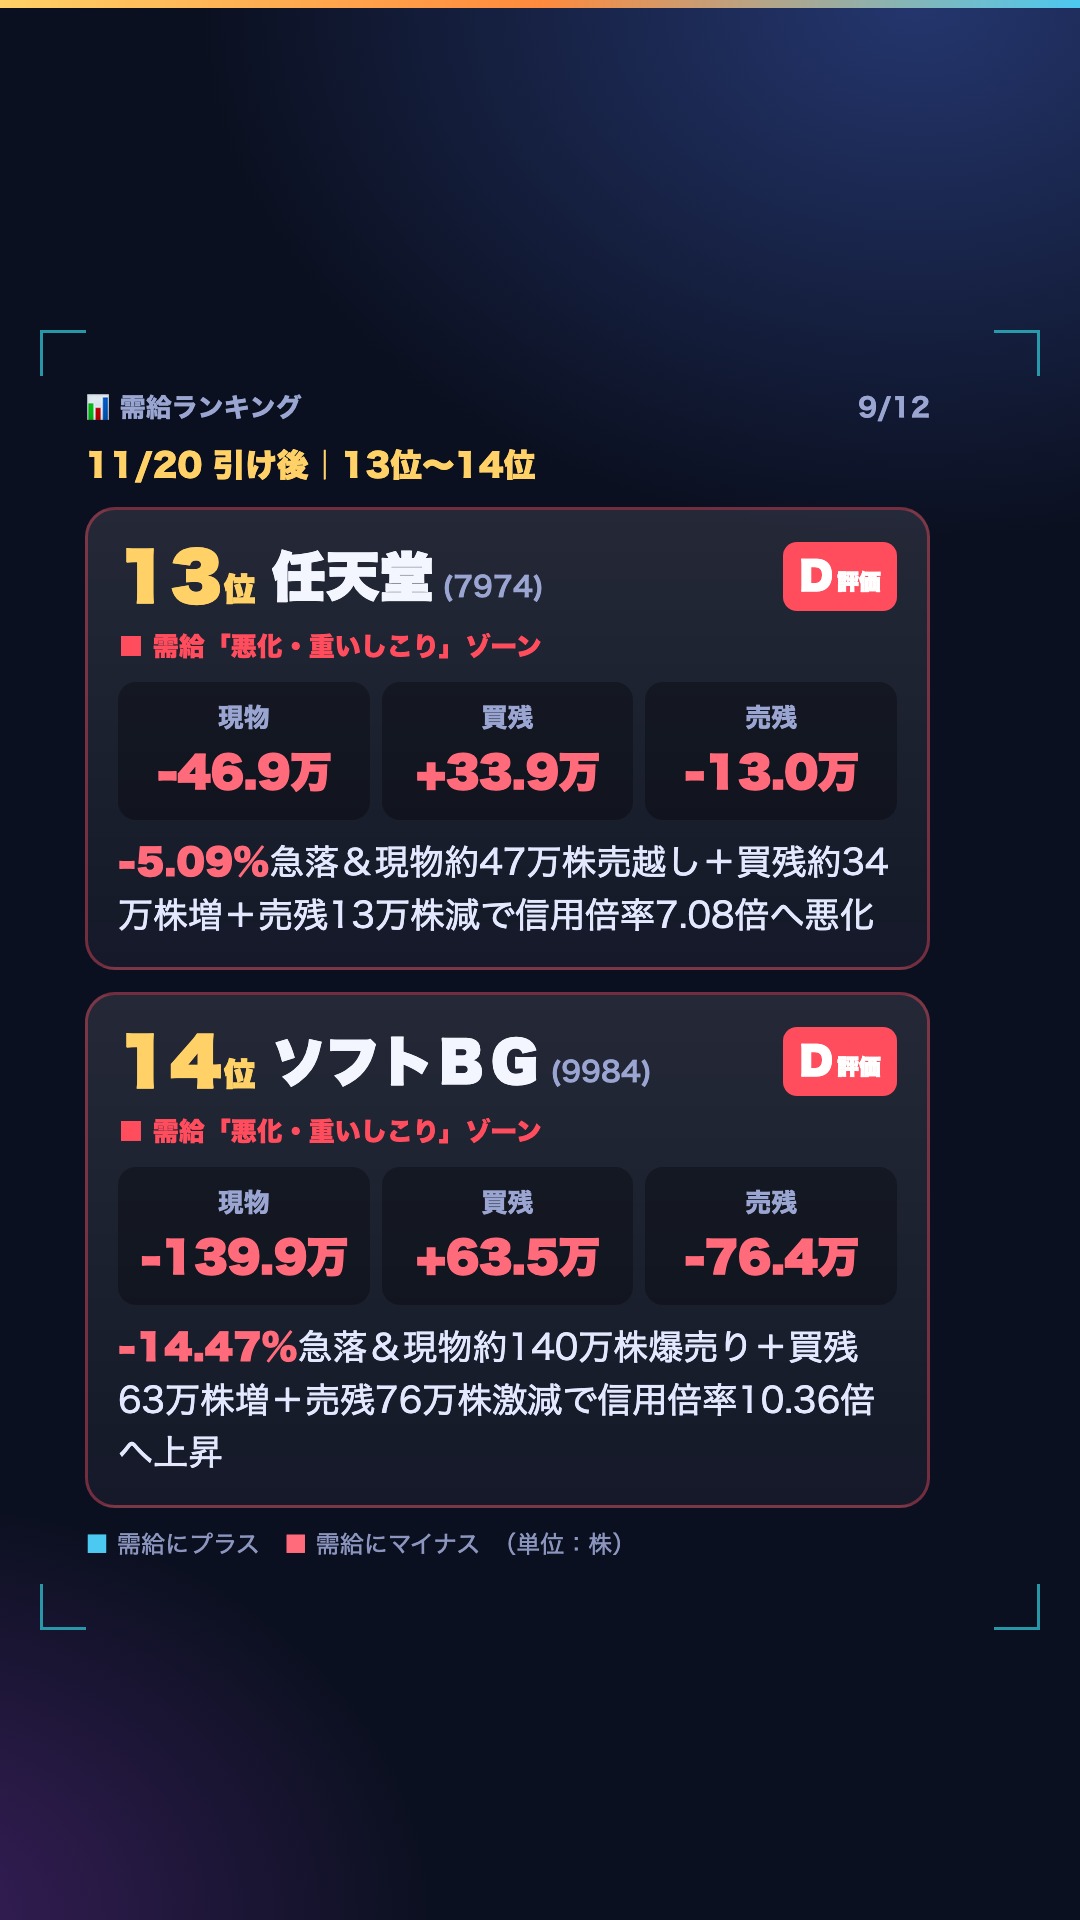 📊 需給ランキング 9/12
11/20 引け後｜13位〜14位
13位 任天堂 (7974) D評価
■ 需給「悪化・重いしこり」ゾーン
現物 買残 売残
-46.9万 +33.9万 -13.0万
-5.09%急落＆現物約47万株売越し＋買残約34
万株増＋売残13万株減で信用倍率7.08倍へ悪化
14位 ソフトＢＧ (9984) D評価
■ 需給「悪化・重いしこり」ゾーン
現物 買残 売残
-139.9万 +63.5万 -76.4万
-14.47%急落＆現物約140万株爆売り＋買残
63万株増＋売残76万株激減で信用倍率10.36倍
へ上昇
■ 需給にプラス ■ 需給にマイナス （単位：株）